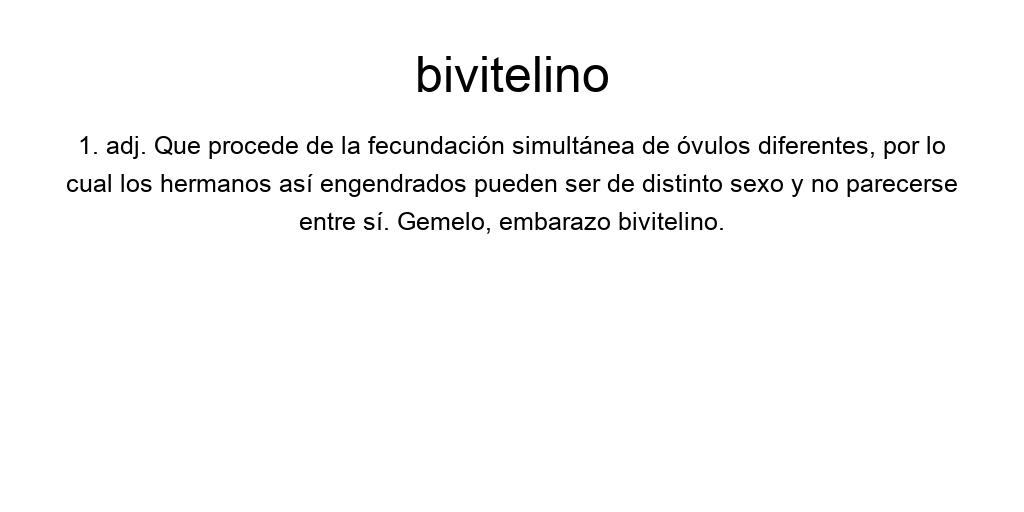 bivitelino
1. adj. Que procede de la fecundación simultánea de óvulos diferentes, por lo
cual los hermanos así engendrados pueden ser de distinto sexo y no parecerse
entre sí. Gemelo, embarazo bivitelino.